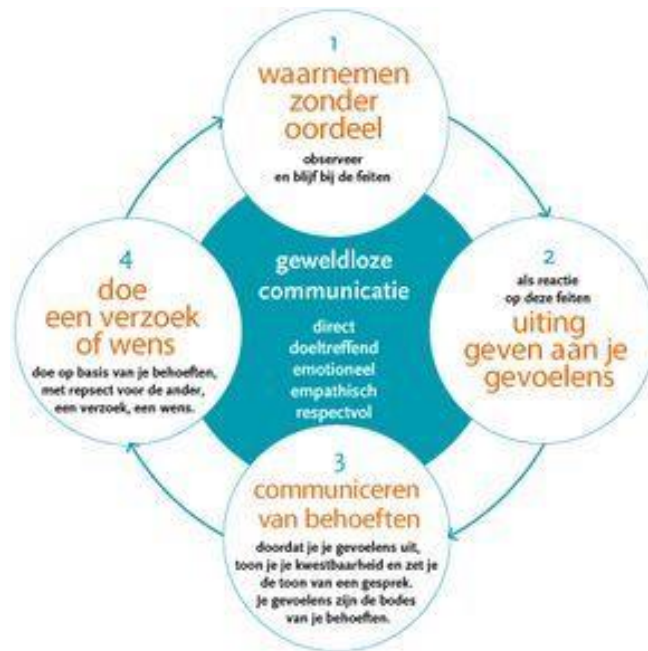 1
waarnemen
zonder
oordeel
observeer
en blijf bij de feiten
2
als reactie
op deze feiten
uiting
geven aan je
gevoelens
3
communiceren
van behoeften
doordat je je gevoelens uit,
toon je je kwestbaarheid en zet je
de toon van een gesprek.
Je gevoelens zijn de bodes
van je behoeften.
4
doe
een verzoek
of wens
doe op basis van je behoeften,
met repsect voor de ander,
een verzoek, een wens.
geweldloze
communicatie
direct
doeltreffend
emotioneel
empathisch
respectvol